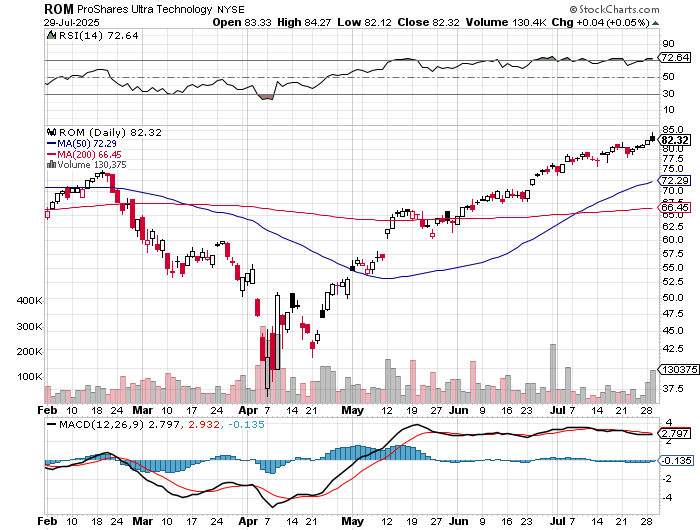 ROM ProShares Ultra Technology NYSE © StockCharts.com
29-Jul-2025 Open 83.33 High 84.27 Low 82.12 Close 82.32 Volume 130.4K Chg +0.04 (+0.05%)
RSI(14) 72.64
90
72.64
50
30
10
ROM (Daily) 82.32
MA(50) 72.29
MA(200) 66.45
Volume 130,375
85.0
82.32
80.0
77.5
75.0
72.29
70.0
66.45
65.0
62.5
60.0
57.5
55.0
52.5
50.0
47.5
45.0
42.5
130375
37.5
400K
300K
200K
100K
Feb 10 18 24 Mar 10 17 24 Apr 7 14 21 May 12 19 27 Jun 9 16 23 Jul 7 14 21 28
MACD(12,26,9) 2.797, 2.932, -0.135
4
2.797
-0.135
-2
-4
Feb 10 18 24 Mar 10 17 24 Apr 7 14 21 May 12 19 27 Jun 9 16 23 Jul 7 14 21 28